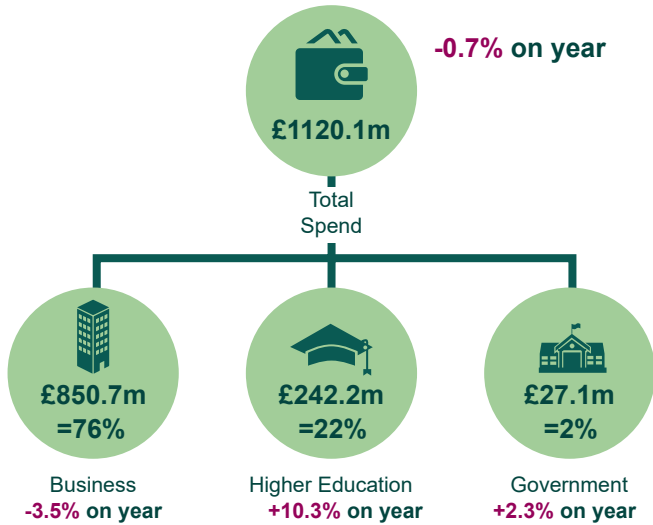 -0.7% on year
£1120.1m
Total
Spend
£850.7m
=76%
£242.2m
=22%
£27.1m
=2%
Business
-3.5% on year
Higher Education
+10.3% on year
Government
+2.3% on year